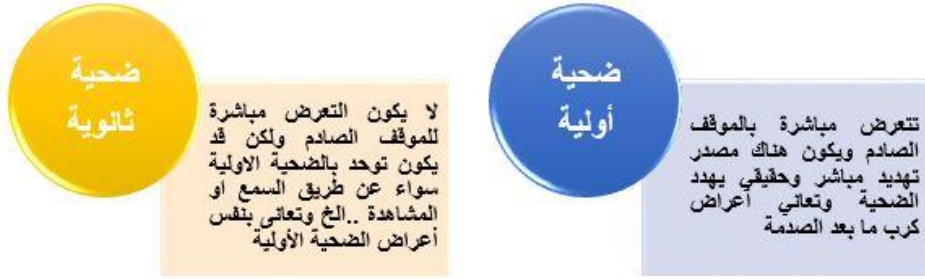 ضحية
أولية
تتعرض مباشرة بالموقف
الصادم ويكون هناك مصدر
تهديد مباشر وحقيقي يهدد
الضحية وتعاني أعراض
كرب ما بعد الصدمة
ضحية
ثانوية
لا يكون التعرض مباشرة
للموقف الصادم ولكن قد
يكون توحد بالضحية الاولية
سواء عن طريق السمع او
المشاهدة ..الخ وتعانى بنفس
أعراض الضحية الأولية